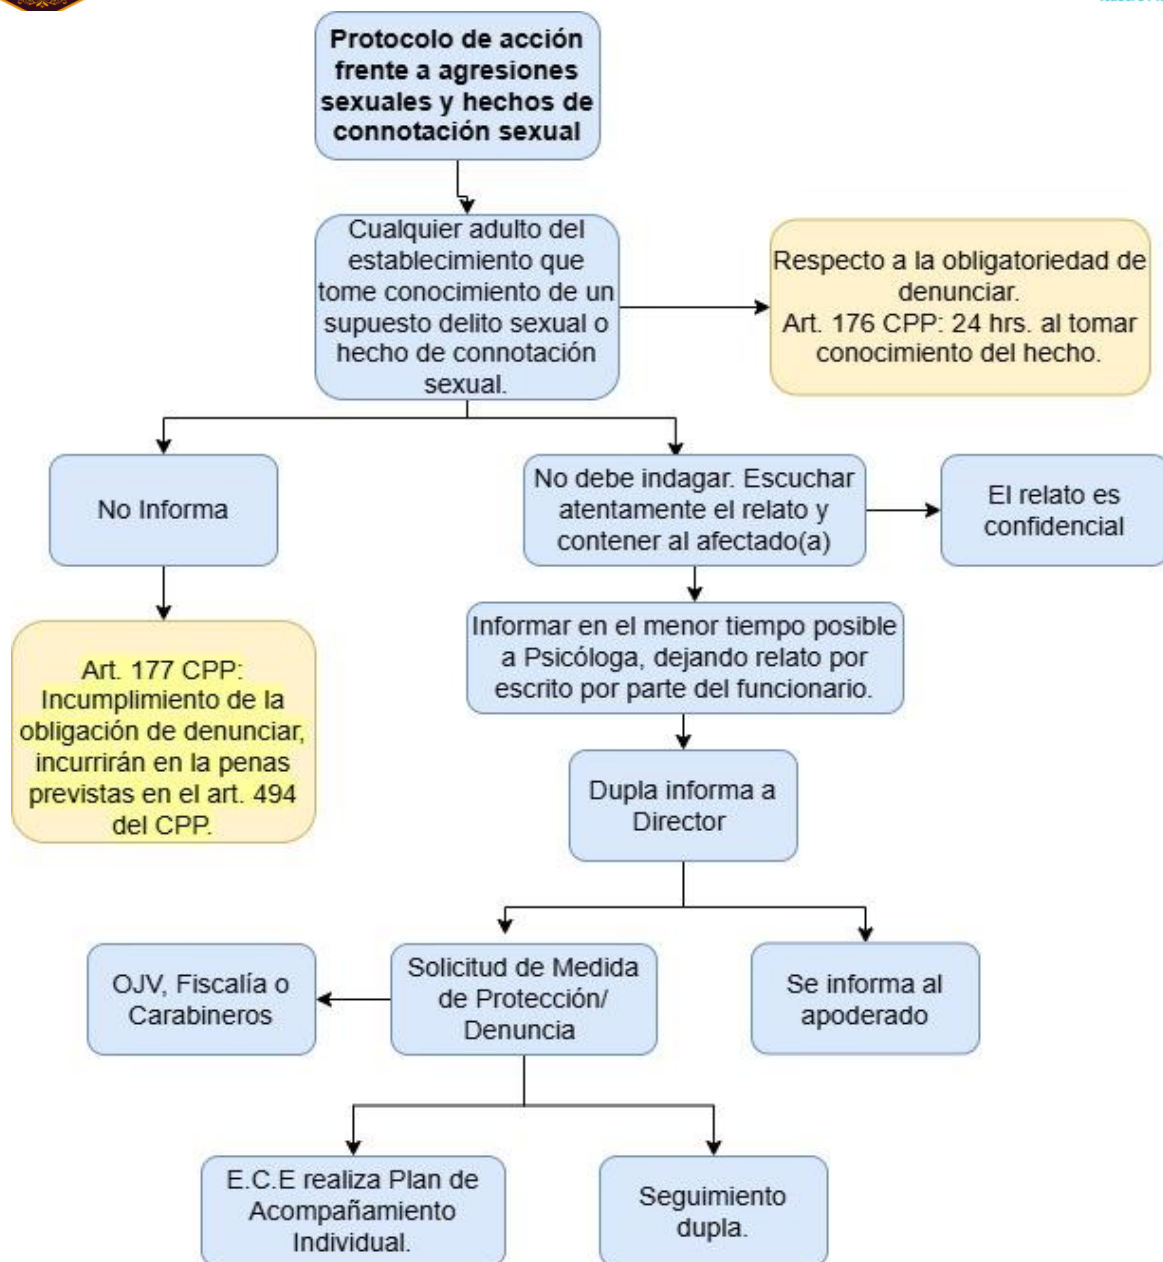 Protocolo de acción
frente a agresiones
sexuales y hechos de
connotación sexual
Cualquier adulto del
establecimiento que
tome conocimiento de un
supuesto delito sexual o
hecho de connotación
sexual.
Respecto a la obligatoriedad de
denunciar.
Art. 176 CPP: 24 hrs. al tomar
conocimiento del hecho.
No Informa
No debe indagar. Escuchar
atentamente el relato y
contener al afectado(a)
El relato es
confidencial
Art. 177 CPP:
Incumplimiento de la
obligación de denunciar,
incurrirán en la penas
previstas en el art. 494
del CPP.
Informar en el menor tiempo posible
a Psicóloga, dejando relato por
escrito por parte del funcionario.
Dupla informa a
Director
OJV, Fiscalía o
Carabineros
Solicitud de Medida
de Protección/
Denuncia
Se informa al
apoderado
E.C.E realiza Plan de
Acompañamiento
Individual.
Seguimiento
dupla.